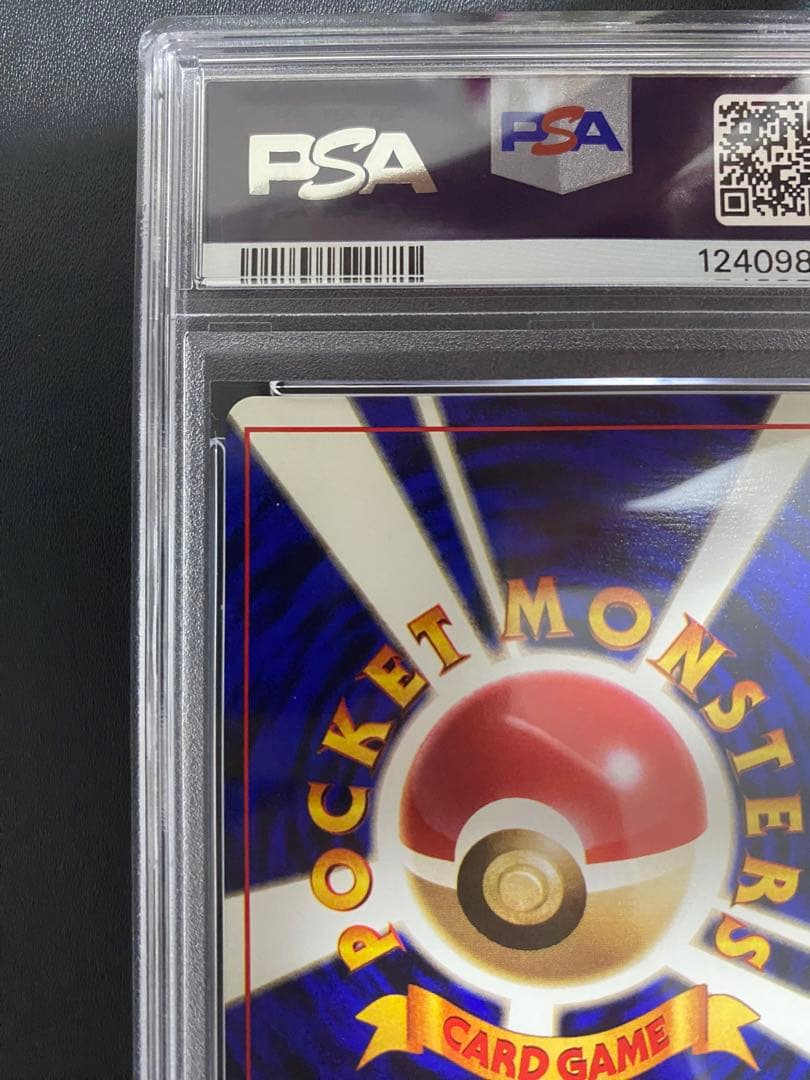 PSA PSA
124098
POCKET MONSTERS
CARD GAME